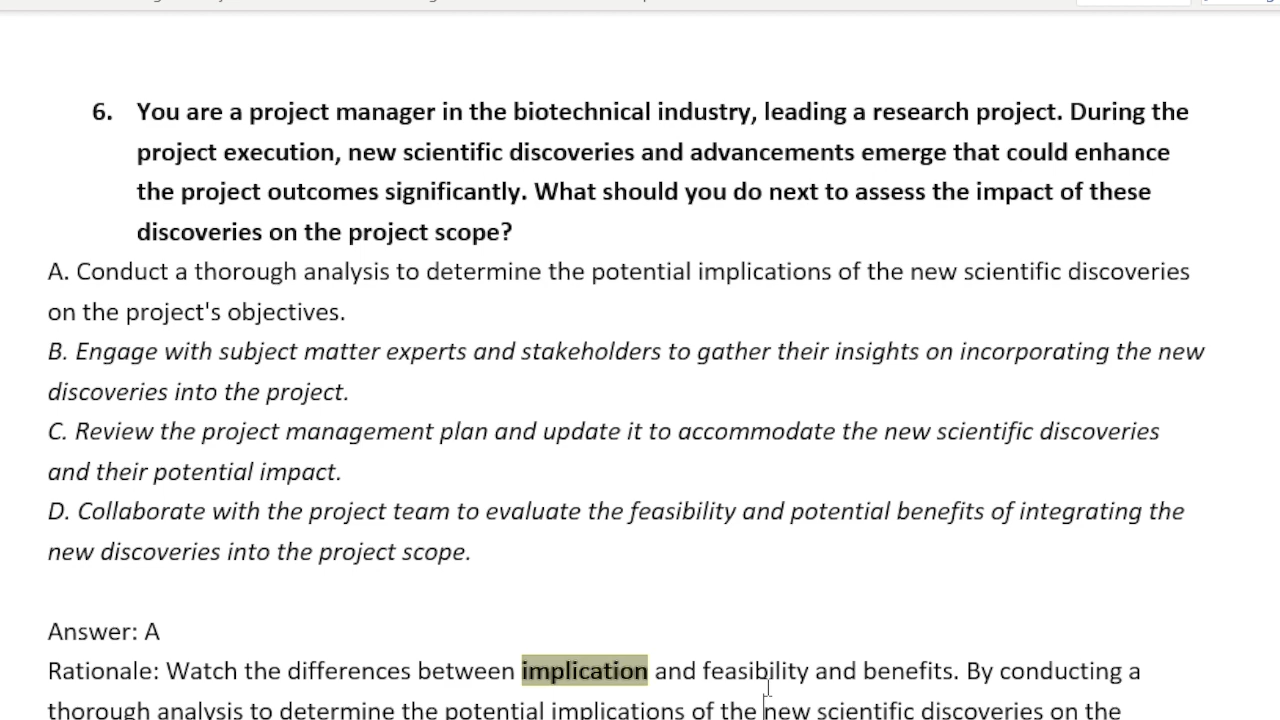 6. You are a project manager in the biotechnical industry, leading a research project. During the
project execution, new scientific discoveries and advancements emerge that could enhance
the project outcomes significantly. What should you do next to assess the impact of these
discoveries on the project scope?
A. Conduct a thorough analysis to determine the potential implications of the new scientific discoveries
on the project's objectives.
B. Engage with subject matter experts and stakeholders to gather their insights on incorporating the new
discoveries into the project.
C. Review the project management plan and update it to accommodate the new scientific discoveries
and their potential impact.
D. Collaborate with the project team to evaluate the feasibility and potential benefits of integrating the
new discoveries into the project scope.
Answer: A
Rationale: Watch the differences between implication and feasibility and benefits. By conducting a
thorough analysis to determine the potential implications of the new scientific discoveries on the